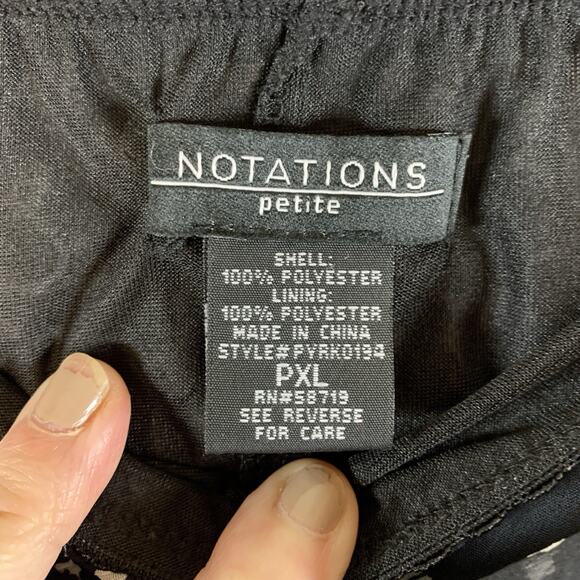 NOTATIONS
petite
SHELL:
100% POLYESTER
LINING:
100% POLYESTER
MADE IN CHINA
STYLE#PYRK0194
PXL
RN#58719
SEE REVERSE
FOR CARE